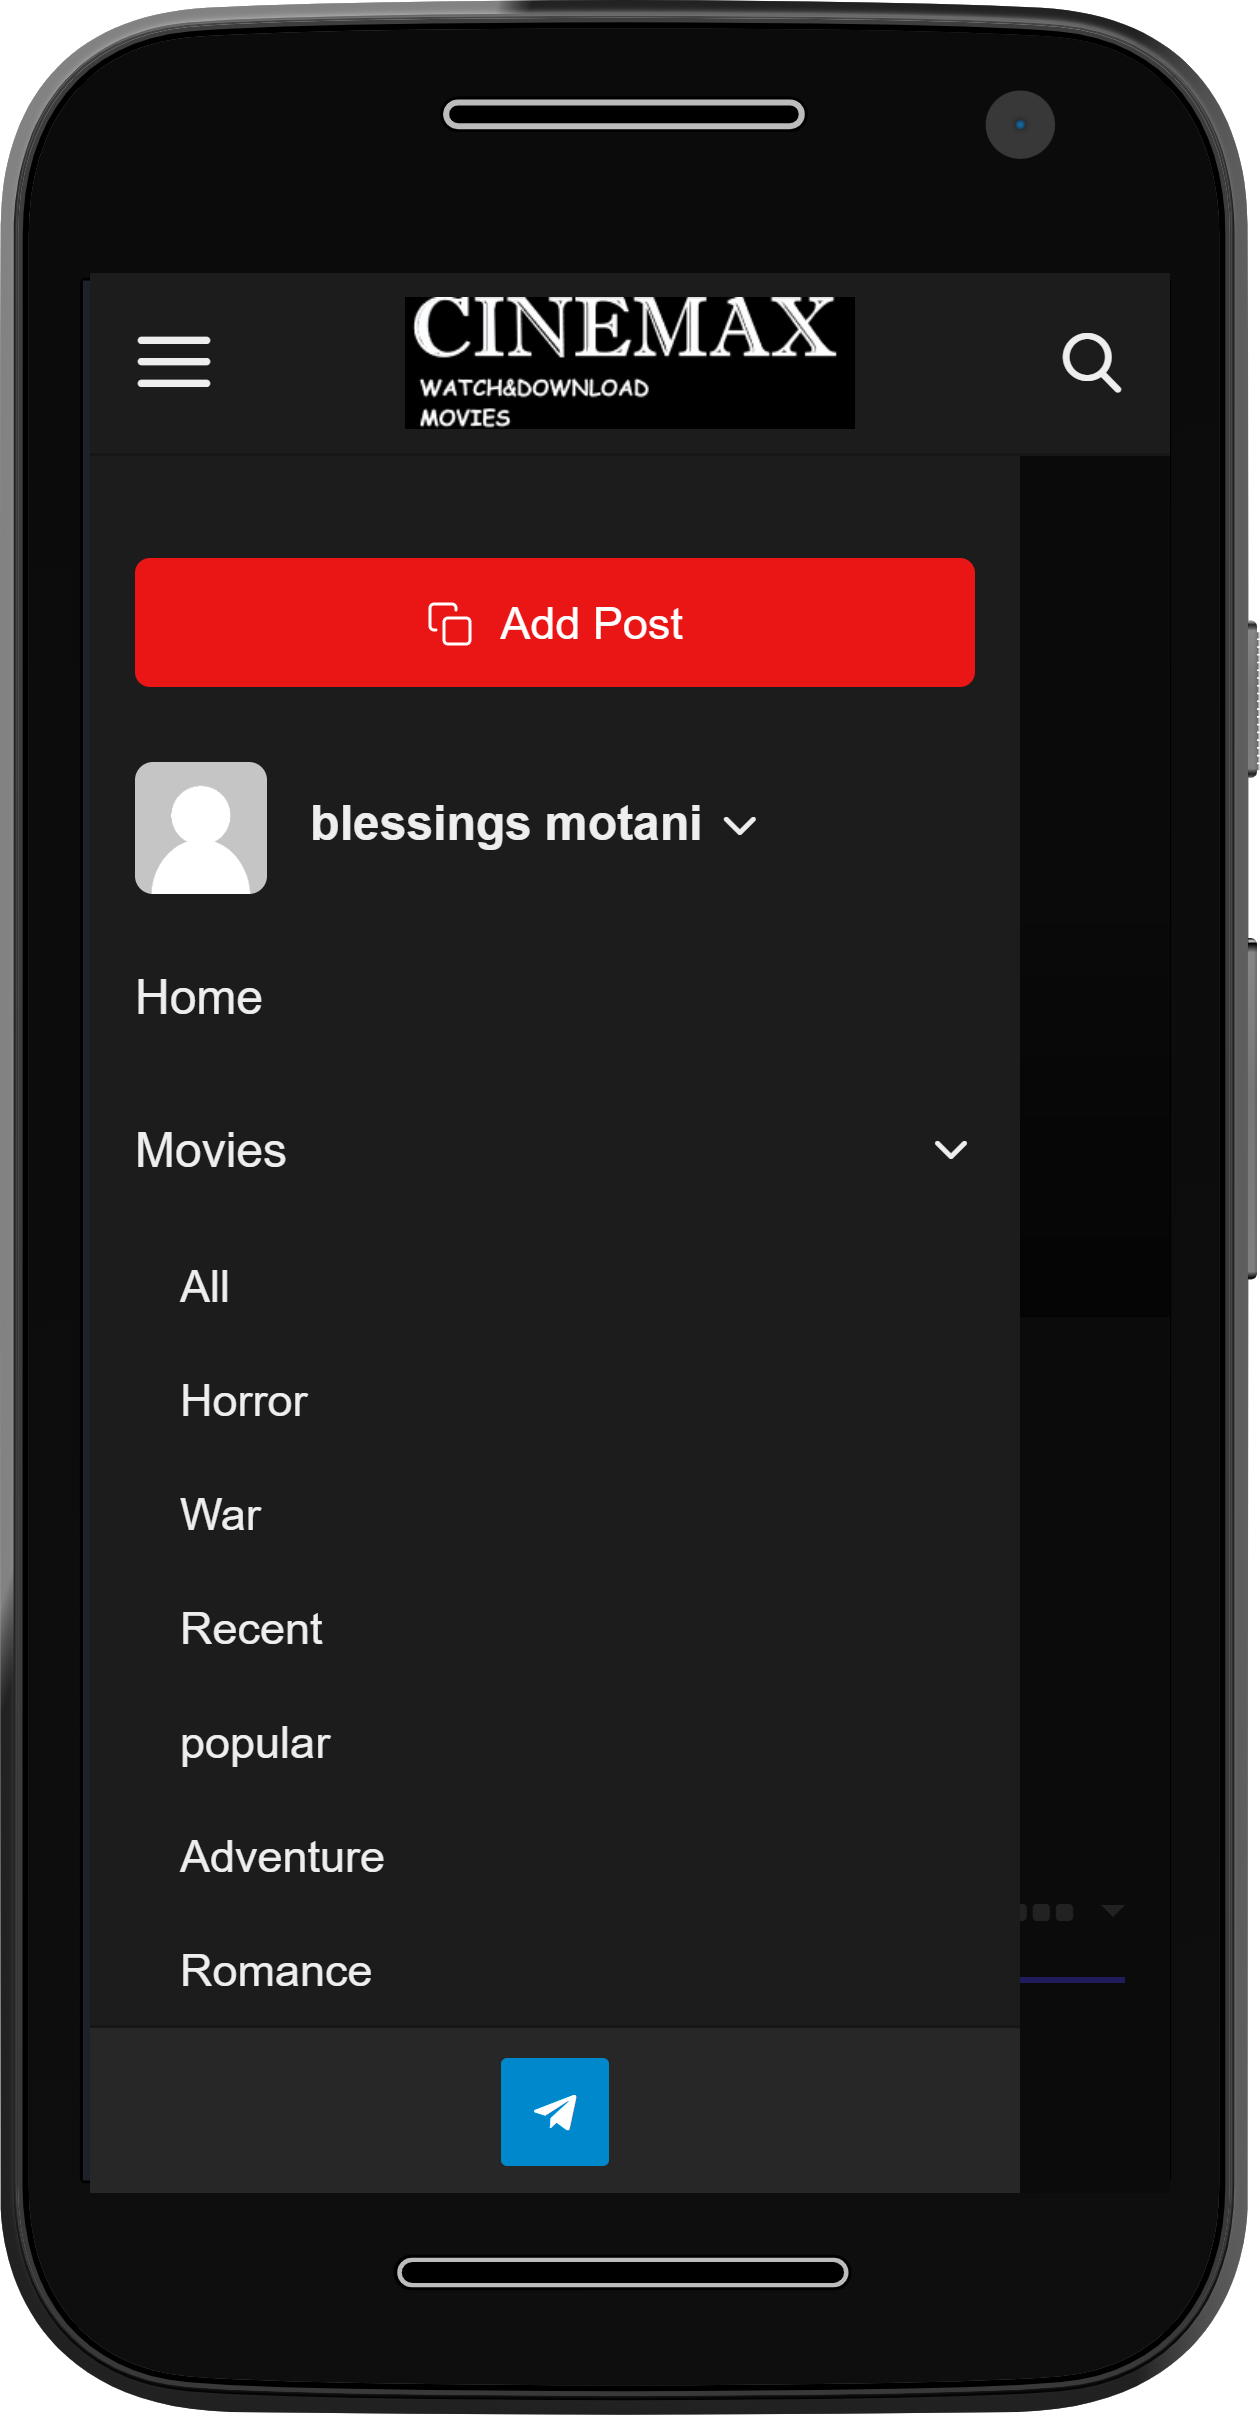 CINEMAX
WATCH&DOWNLOAD
MOVIES
Add Post
blessings motani
Home
Movies
All
Horror
War
Recent
popular
Adventure
Romance